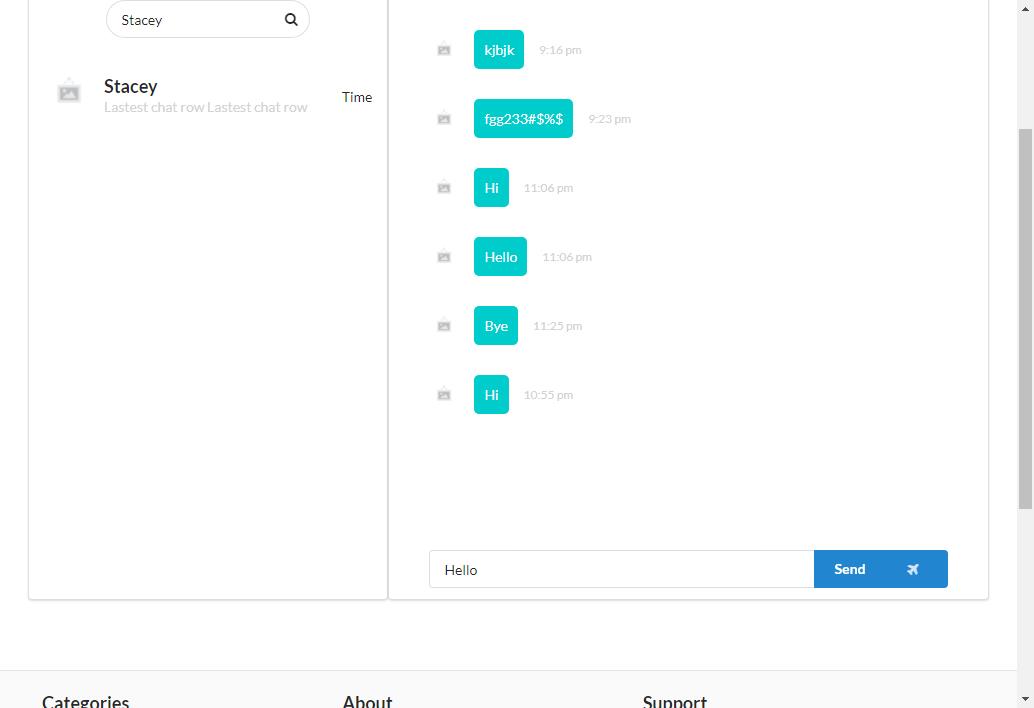 Stacey
Stacey
Lastest chat row Lastest chat row
Time
kjbjk 9:16 pm
fgg233#$%$ 9:23 pm
Hi 11:06 pm
Hello 11:06 pm
Bye 11:25 pm
Hi 10:55 pm
Hello Send
Categories About Support